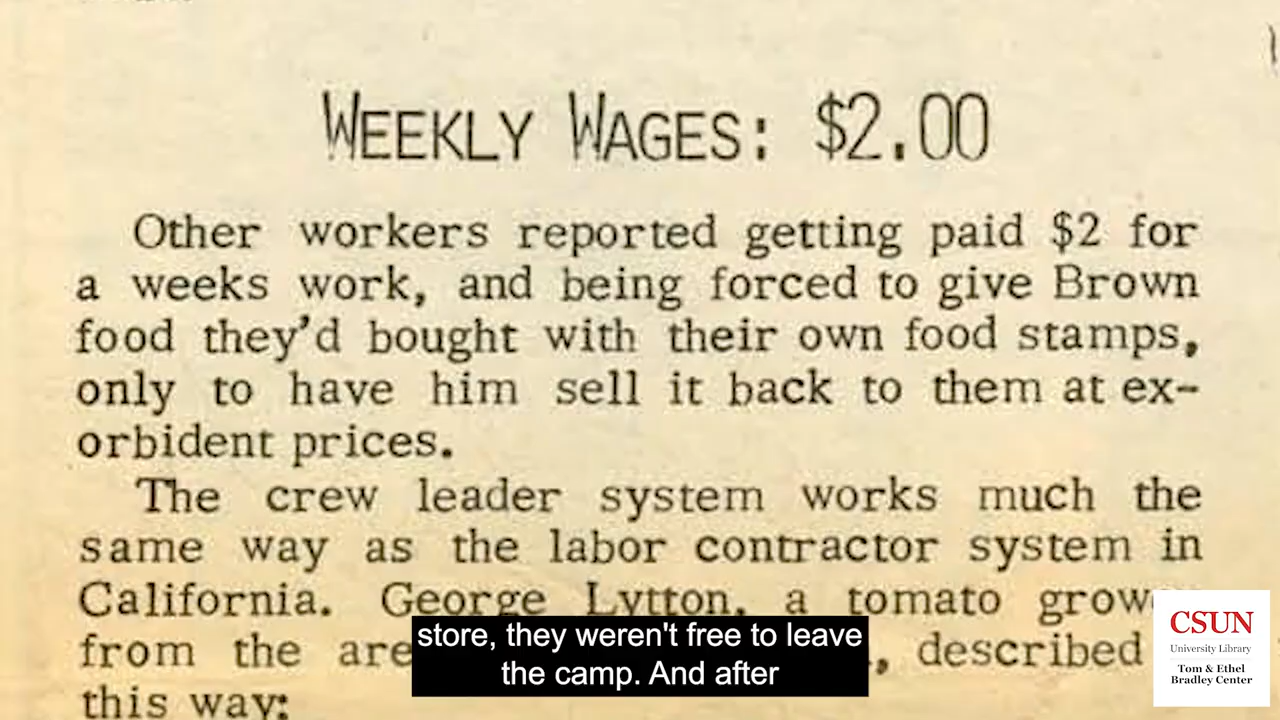 WEEKLY WAGES: $2.00
Other workers reported getting paid $2 for
a weeks work, and being forced to give Brown
food they'd bought with their own food stamps,
only to have him sell it back to them at ex-
orbident prices.
The crew leader system works much the
same way as the labor contractor system in
California. George Lytton, a tomato
from the described
this way:
store, they weren't free to leave
the camp. And after
CSUN
University Library
Tom & Ethel
Bradley Center